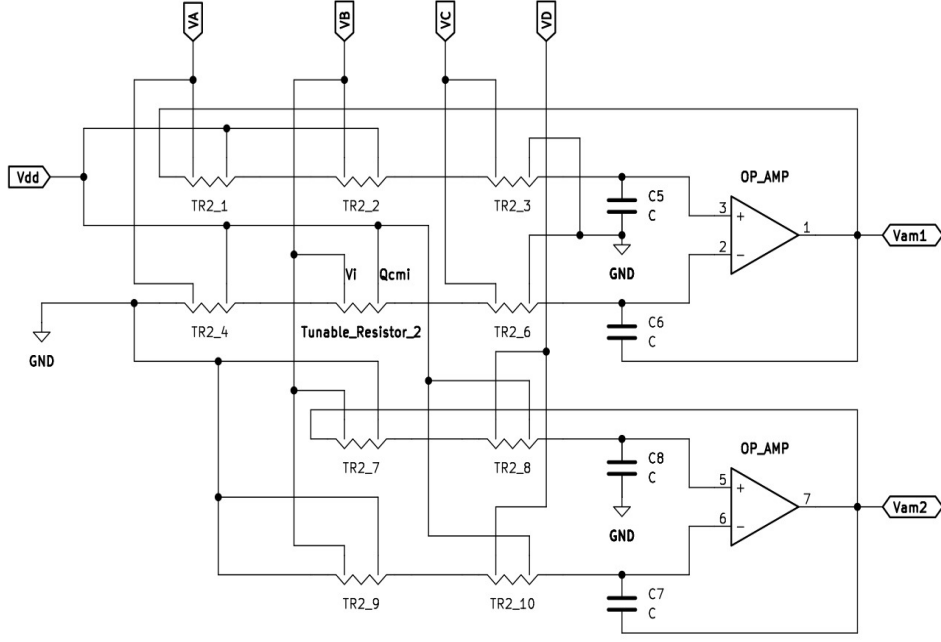 VA
VB
VC
VD
Vdd
TR2_1
TR2_2
TR2_3
C5
C
OP_AMP
3
+
2
−
1
Vam1
GND
Vi
Qcmi
TR2_4
Tunable_Resistor_2
TR2_6
C6
C
GND
TR2_7
TR2_8
C8
C
OP_AMP
5
+
6
−
7
Vam2
GND
TR2_9
TR2_10
C7
C